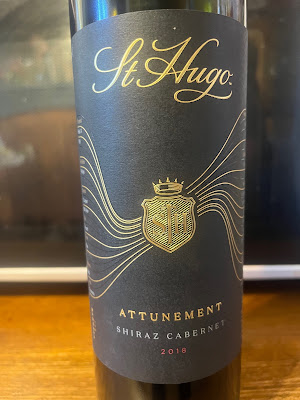 St Hugo
ATTUNEMENT
SHIRAZ CABERNET
2018